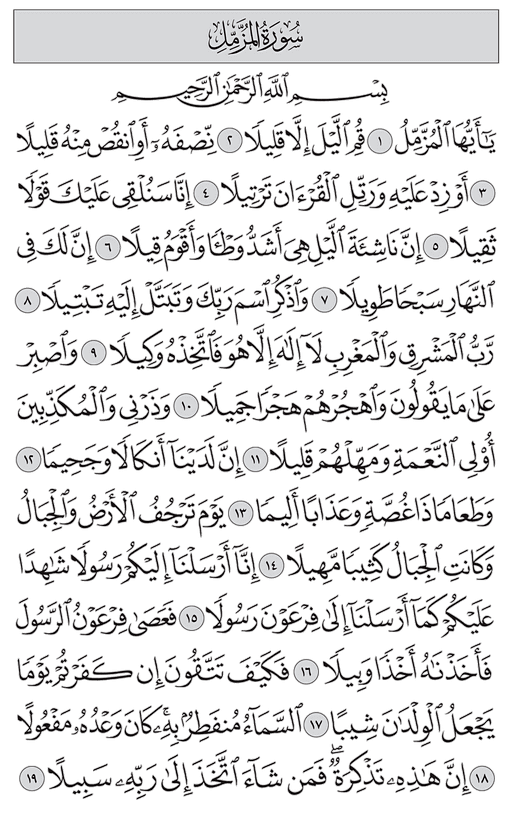 سُورَةُ المُزَّمِّلِ
بِسْمِ ٱللَّهِ ٱلرَّحْمَٰنِ ٱلرَّحِيمِ
يَٰٓأَيُّهَا ٱلْمُزَّمِّلُ ١ قُمِ ٱلَّيْلَ إِلَّا قَلِيلًا ٢ نِّصْفَهُۥٓ أَوِ ٱنقُصْ مِنْهُ قَلِيلًا
٣ أَوْ زِدْ عَلَيْهِ وَرَتِّلِ ٱلْقُرْءَانَ تَرْتِيلًا ٤ إِنَّا سَنُلْقِى عَلَيْكَ قَوْلًا
ثَقِيلًا ٥ إِنَّ نَاشِئَةَ ٱلَّيْلِ هِىَ أَشَدُّ وَطْـًٔا وَأَقْوَمُ قِيلًا ٦ إِنَّ لَكَ فِى
ٱلنَّهَارِ سَبْحًا طَوِيلًا ٧ وَٱذْكُرِ ٱسْمَ رَبِّكَ وَتَبَتَّلْ إِلَيْهِ تَبْتِيلًا ٨
رَّبُّ ٱلْمَشْرِقِ وَٱلْمَغْرِبِ لَآ إِلَٰهَ إِلَّا هُوَ فَٱتَّخِذْهُ وَكِيلًا ٩ وَٱصْبِرْ
عَلَىٰ مَا يَقُولُونَ وَٱهْجُرْهُمْ هَجْرًا جَمِيلًا ١٠ وَذَرْنِى وَٱلْمُكَذِّبِينَ
أُو۟لِى ٱلنَّعْمَةِ وَمَهِّلْهُمْ قَلِيلًا ١١ إِنَّ لَدَيْنَآ أَنكَالًا وَجَحِيمًا ١٢
وَطَعَامًا ذَا غُصَّةٍ وَعَذَابًا أَلِيمًا ١٣ يَوْمَ تَرْجُفُ ٱلْأَرْضُ وَٱلْجِبَالُ
وَكَانَتِ ٱلْجِبَالُ كَثِيبًا مَّهِيلًا ١٤ إِنَّآ أَرْسَلْنَآ إِلَيْكُمْ رَسُولًا شَٰهِدًا
عَلَيْكُمْ كَمَآ أَرْسَلْنَآ إِلَىٰ فِرْعَوْنَ رَسُولًا ١٥ فَعَصَىٰ فِرْعَوْنُ ٱلرَّسُولَ
فَأَخَذْنَٰهُ أَخْذًا وَبِيلًا ١٦ فَكَيْفَ تَتَّقُونَ إِن كَفَرْتُمْ يَوْمًا
يَجْعَلُ ٱلْوِلْدَٰنَ شِيبًا ١٧ ٱلسَّمَآءُ مُنفَطِرٌۢ بِهِۦ ۚ كَانَ وَعْدُهُۥ مَفْعُولًا
١٨ إِنَّ هَٰذِهِۦ تَذْكِرَةٌ ۖ فَمَن شَآءَ ٱتَّخَذَ إِلَىٰ رَبِّهِۦ سَبِيلًا ١٩